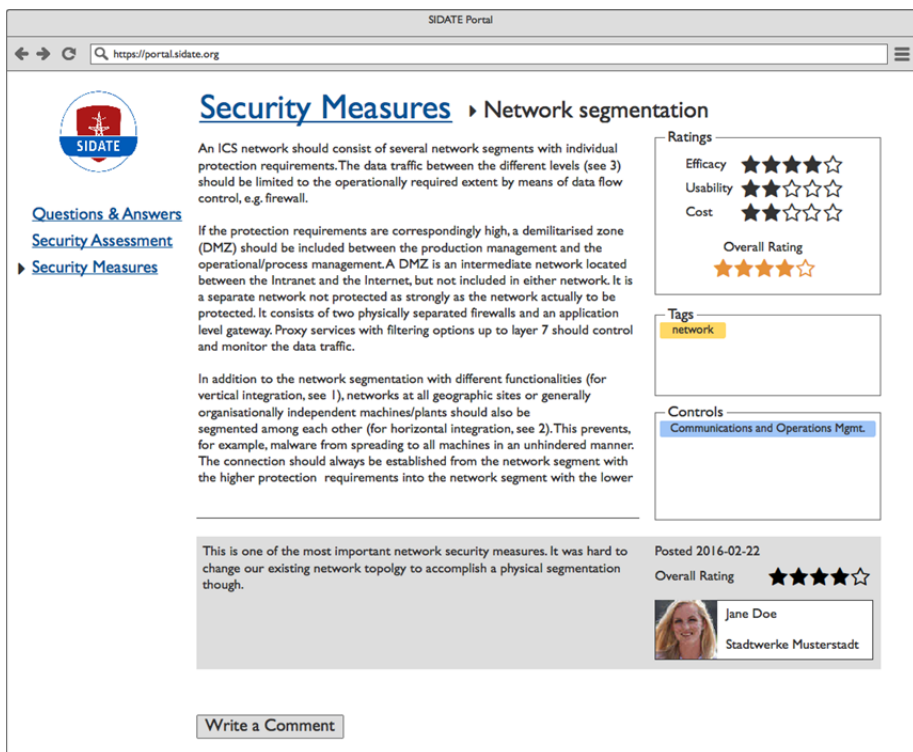 SIDATE Portal
https://portal.sidate.org
SIDATE
Questions & Answers
Security Assessment
Security Measures
Security Measures Network segmentation
An ICS network should consist of several network segments with individual
protection requirements. The data traffic between the different levels (see 3)
should be limited to the operationally required extent by means of data flow
control, e.g. firewall.
If the protection requirements are correspondingly high, a demilitarised zone
(DMZ) should be included between the production management and the
operational/process management. A DMZ is an intermediate network located
between the Intranet and the Internet, but not included in either network. It is
a separate network not protected as strongly as the network actually to be
protected. It consists of two physically separated firewalls and an application
level gateway. Proxy services with filtering options up to layer 7 should control
and monitor the data traffic.
In addition to the network segmentation with different functionalities (for
vertical integration, see 1), networks at all geographic sites or generally
organisationally independent machines/plants should also be
segmented among each other (for horizontal integration, see 2). This prevents,
for example, malware from spreading to all machines in an unhindered manner.
The connection should always be established from the network segment with
the higher protection requirements into the network segment with the lower
Ratings
Efficacy
Usability
Cost
Overall Rating
Tags
network
Controls
Communications and Operations Mgmt.
This is one of the most important network security measures. It was hard to
change our existing network topolgy to accomplish a physical segmentation
though.
Posted 2016-02-22
Overall Rating
Jane Doe
Stadtwerke Musterstadt
Write a Comment